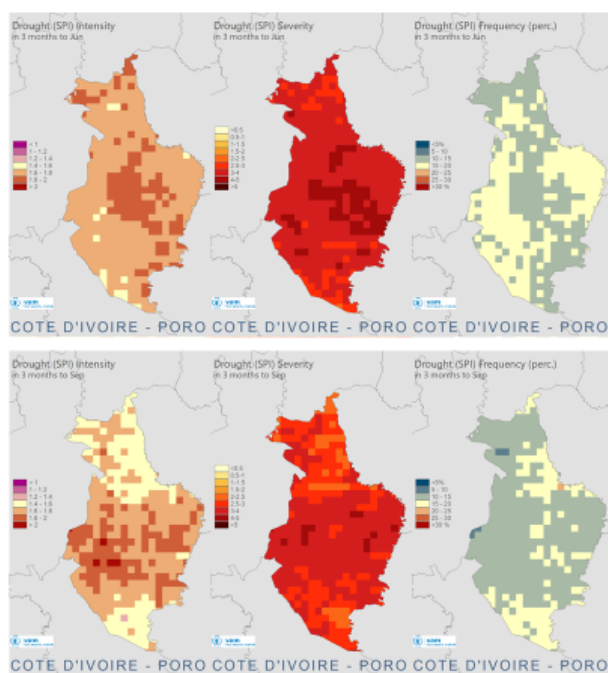 Drought (SPI) Intensity
in 3 months to Jun
< 1
1 - 1.2
1.2 - 1.4
1.4 - 1.6
1.6 - 1.8
1.8 - 2
> 2
vam
COTE D'IVOIRE - PORO
Drought (SPI) Severity
in 3 months to Jun
<0.5
0.5-1
1-1.5
1.5-2
2-2.5
2.5-3
3-4
4-5
>5
vam
COTE D'IVOIRE - PORO
Drought (SPI) Frequency (perc.)
in 3 months to Jun
<5%
5 - 10
10 - 15
15 - 20
20 - 25
25 - 30
>30 %
vam
COTE D'IVOIRE - PORO
Drought (SPI) Intensity
in 3 months to Sep
< 1
1 - 1.2
1.2 - 1.4
1.4 - 1.6
1.6 - 1.8
1.8 - 2
> 2
vam
COTE D'IVOIRE - PORO
Drought (SPI) Severity
in 3 months to Sep
<0.5
0.5-1
1-1.5
1.5-2
2-2.5
2.5-3
3-4
4-5
>5
vam
COTE D'IVOIRE - PORO
Drought (SPI) Frequency (perc.)
in 3 months to Sep
<5%
5 - 10
10 - 15
15 - 20
20 - 25
25 - 30
>30 %
vam
COTE D'IVOIRE - PORO